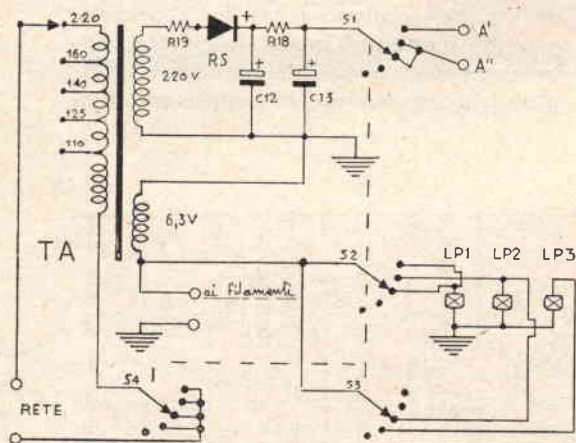 220
160
140
125
110
TA
RETE
R19
RS
+
R18
+
+
C12
C13
220 V
6,3V
ai filamenti
S1
A'
A"
S2
LP1
LP2
LP3
S3
S4